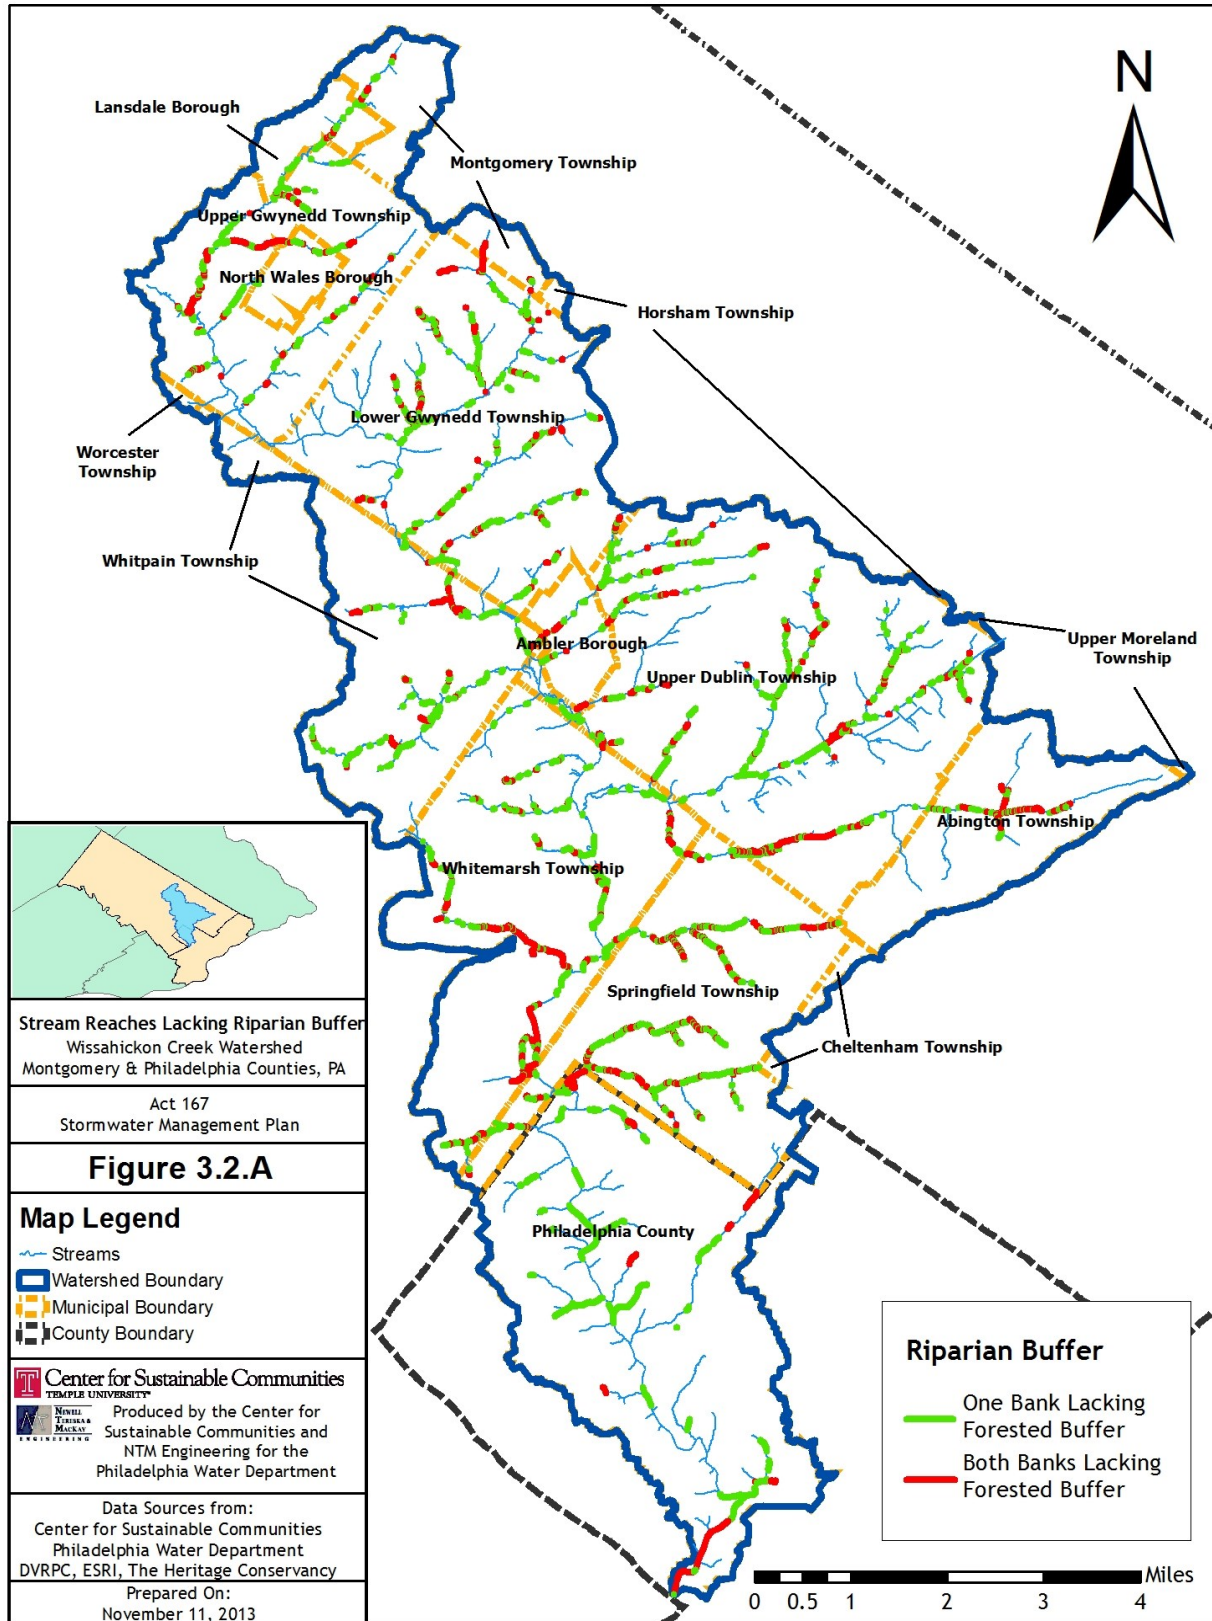 N
Lansdale Borough
Montgomery Township
Upper Gwynedd Township
North Wales Borough
Horsham Township
Lower Gwynedd Township
Worcester
Township
Whitpain Township
Ambler Borough
Upper Moreland
Township
Upper Dublin Township
Abington Township
Whitemarsh Township
Springfield Township
Cheltenham Township
Philadelphia County
Stream Reaches Lacking Riparian Buffer
Wissahickon Creek Watershed
Montgomery & Philadelphia Counties, PA
Act 167
Stormwater Management Plan
Figure 3.2.A
Map Legend
Streams
Watershed Boundary
Municipal Boundary
County Boundary
T Center for Sustainable Communities
TEMPLE UNIVERSITY®
NEWELL
TERESKA &
MACKAY
ENGINEERING
Produced by the Center for
Sustainable Communities and
NTM Engineering for the
Philadelphia Water Department
Data Sources from:
Center for Sustainable Communities
Philadelphia Water Department
DVRPC, ESRI, The Heritage Conservancy
Prepared On:
November 11, 2013
Riparian Buffer
One Bank Lacking
Forested Buffer
Both Banks Lacking
Forested Buffer
Miles
0 0.5 1 2 3 4